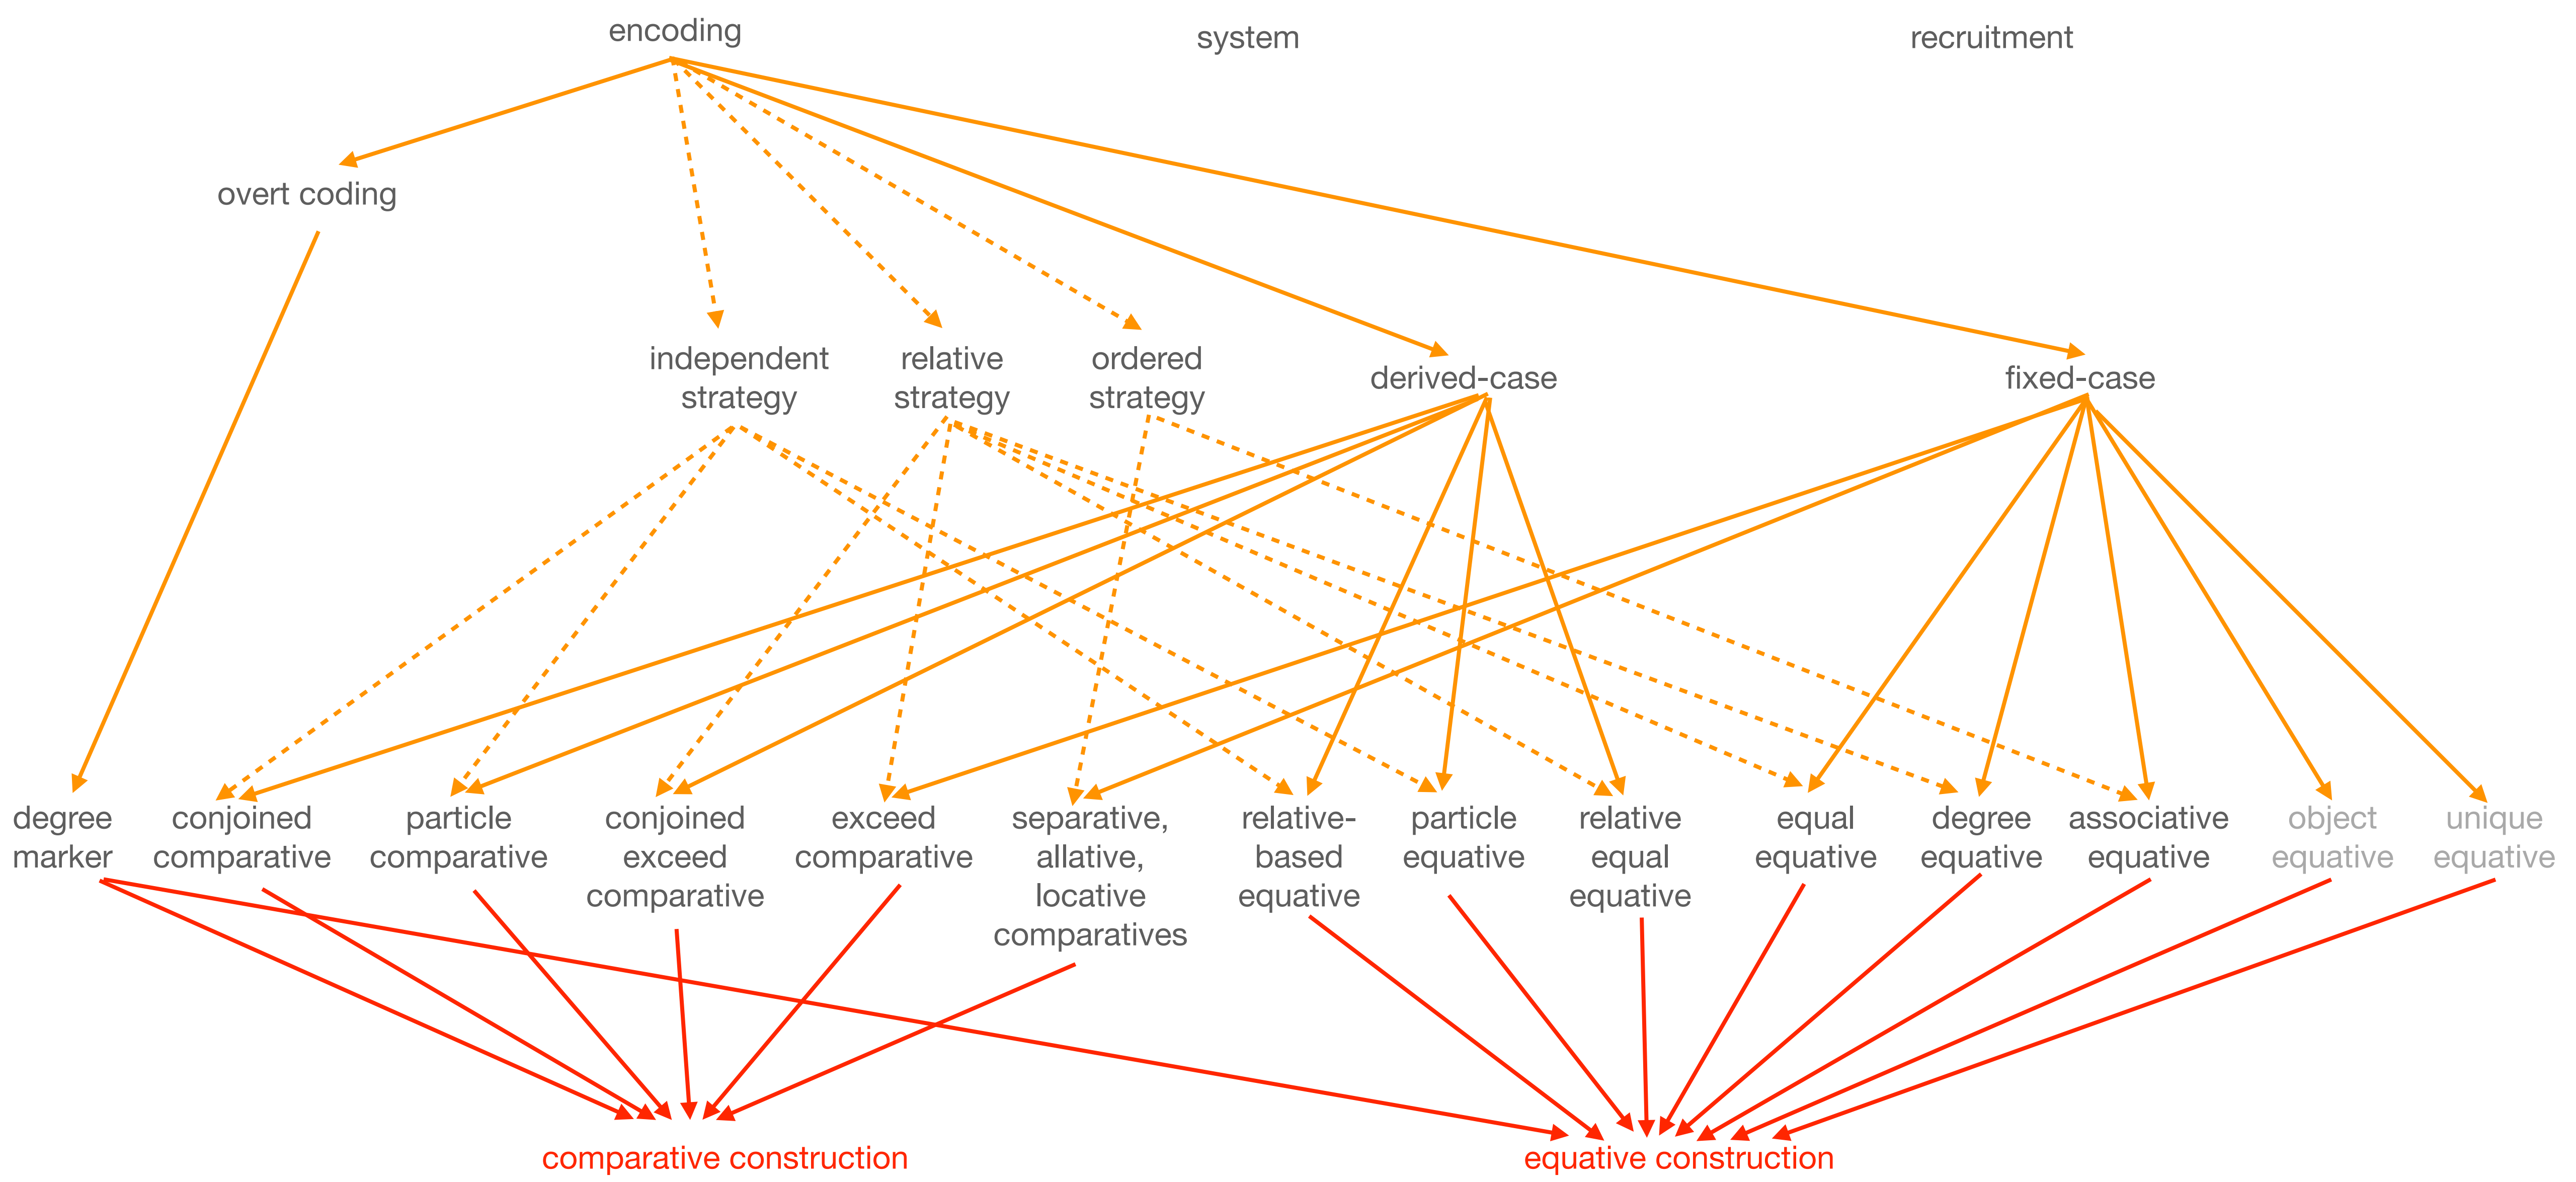 encoding
system
recruitment
overt coding
independent
strategy
relative
strategy
ordered
strategy
derived-case
fixed-case
degree
marker
conjoined
comparative
particle
comparative
conjoined
exceed
comparative
exceed
comparative
separative,
allative,
locative
comparatives
relative-
based
equative
particle
equative
relative
equal
equative
equal
equative
degree
equative
associative
equative
object
equative
unique
equative
comparative construction
equative construction